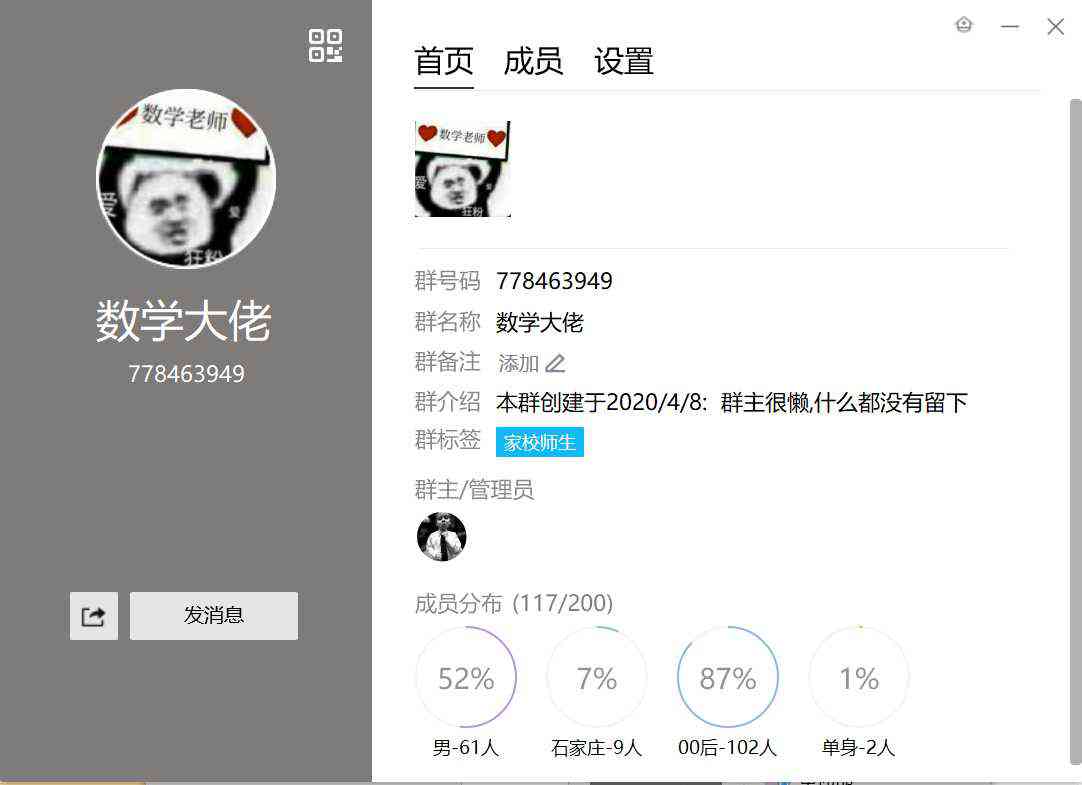 数学老师
爱
爱
狂粉
数学大佬
778463949
发消息
首页 成员 设置
数学老师
爱
狂粉
群号码 778463949
群名称 数学大佬
群备注 添加
群介绍 本群创建于2020/4/8: 群主很懒,什么都没有留下
群标签 家校师生
群主/管理员
成员分布 (117/200)
52% 7% 87% 1%
男-61人 石家庄-9人 00后-102人 单身-2人